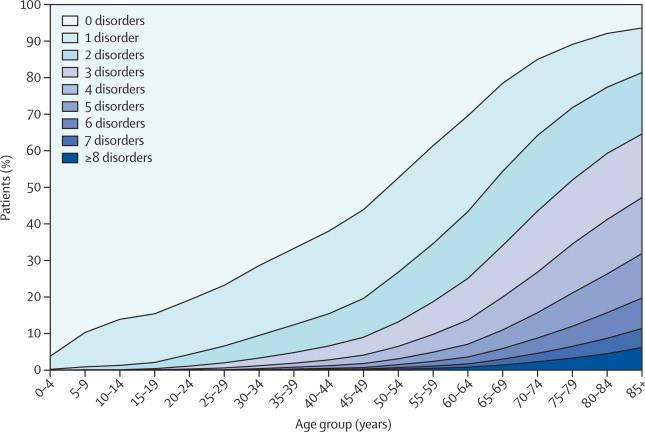 100
90
80
70
60
50
40
30
20
10
0
Patients (%)
0 disorders
1 disorder
2 disorders
3 disorders
4 disorders
5 disorders
6 disorders
7 disorders
≥8 disorders
0–4
5–9
10–14
15–19
20–24
25–29
30–34
35–39
40–44
45–49
50–54
55–59
60–64
65–69
70–74
75–79
80–84
85+
Age group (years)